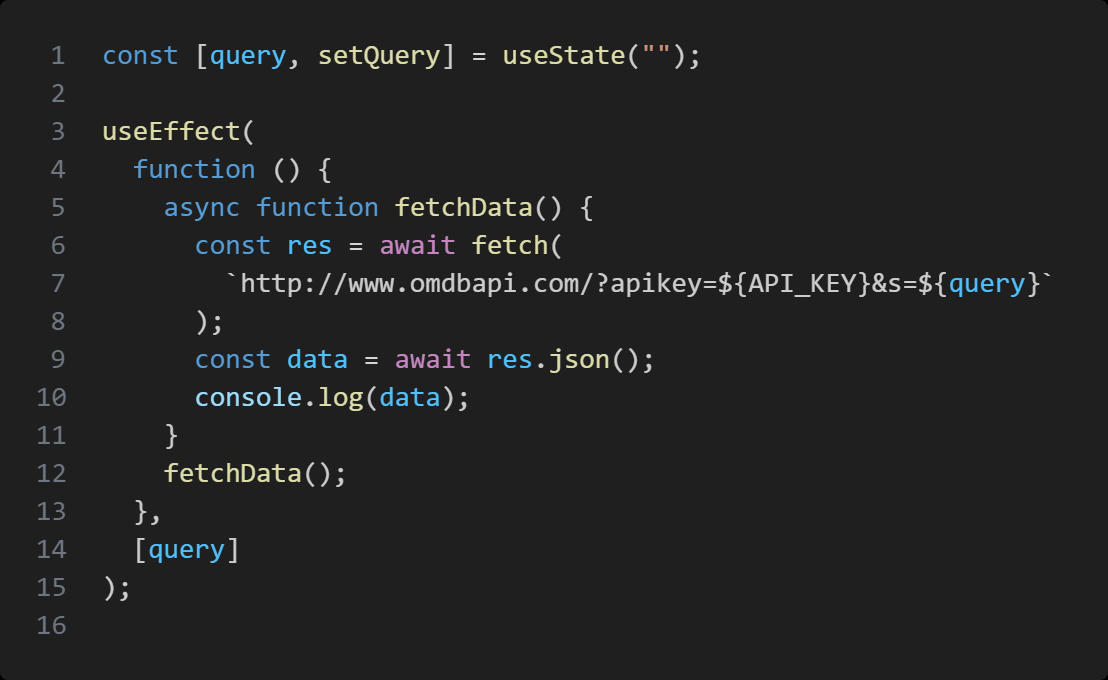 1 const [query, setQuery] = useState("");
2
3 useEffect(
4   function () {
5     async function fetchData() {
6       const res = await fetch(
7         `http://www.omdbapi.com/?apikey=${API_KEY}&s=${query}`
8       );
9       const data = await res.json();
10       console.log(data);
11     }
12     fetchData();
13   },
14   [query]
15 );
16